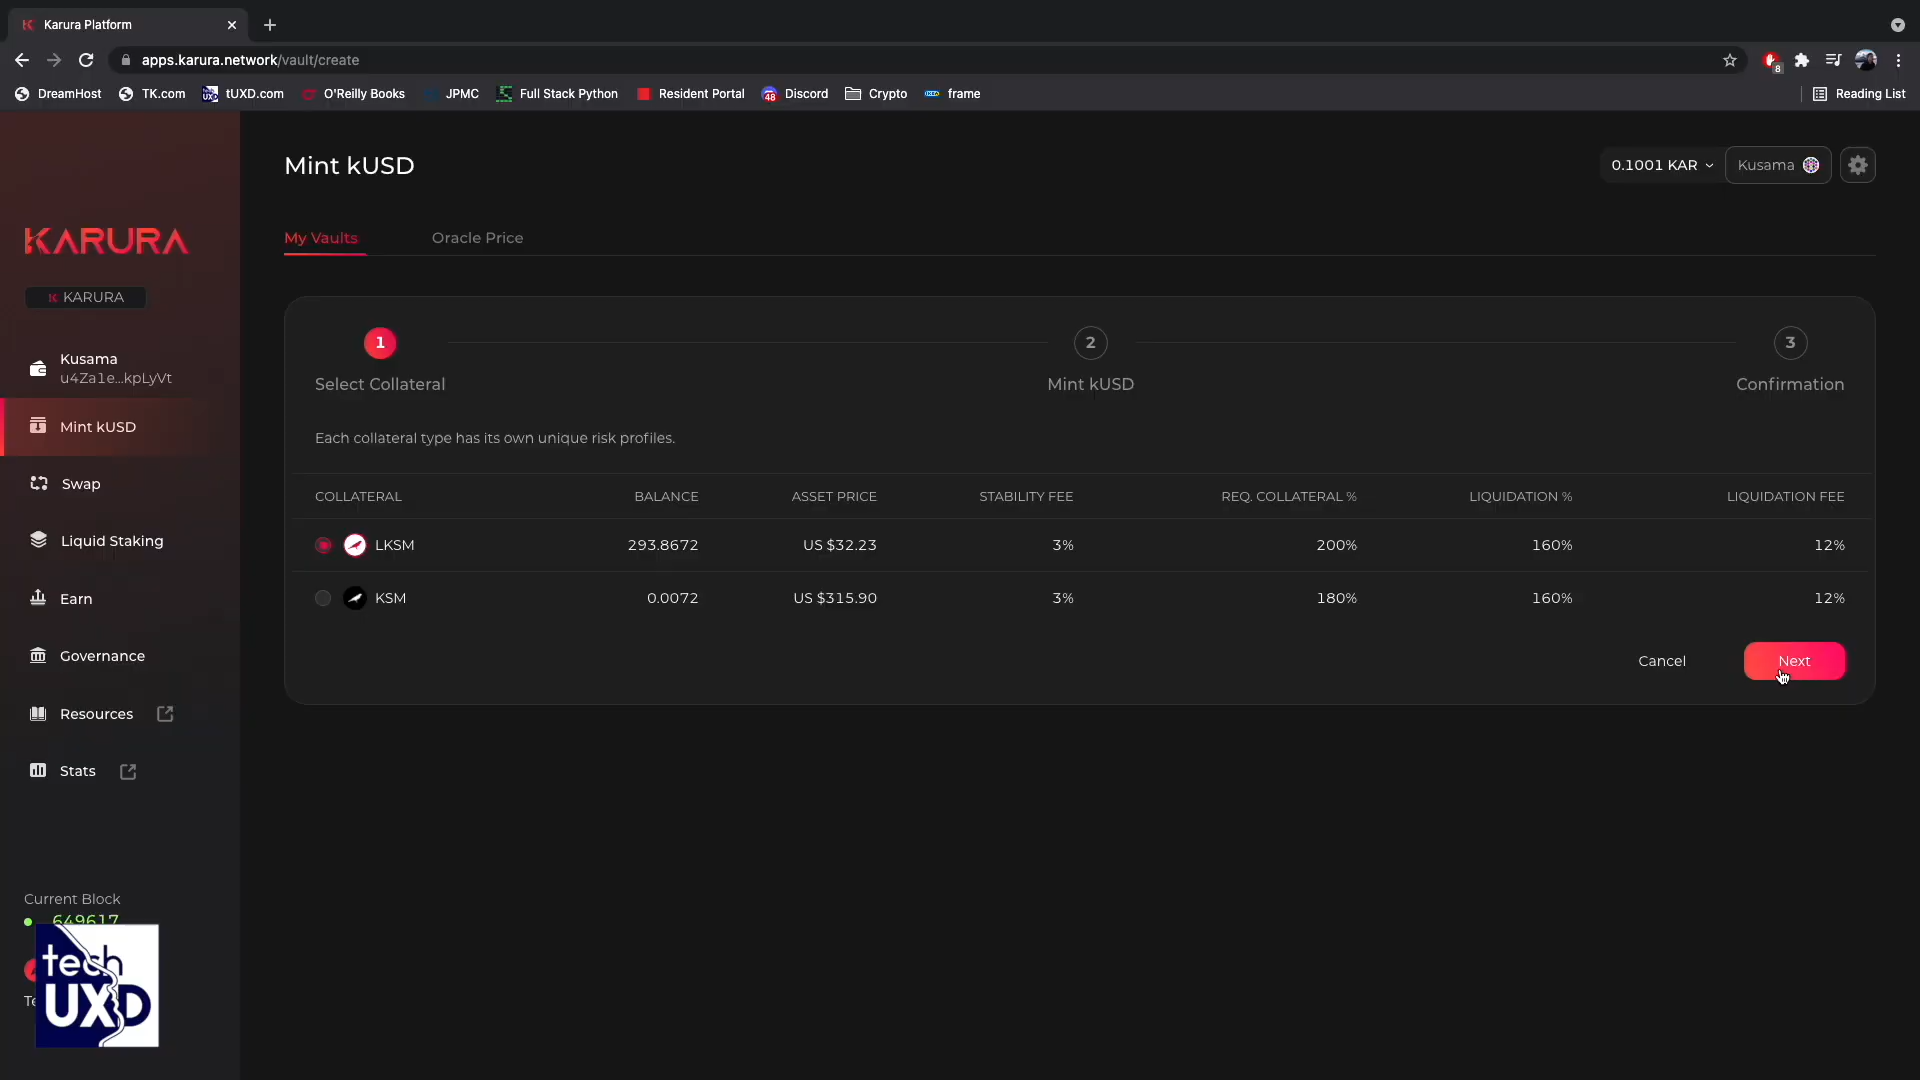 Karura Platform
apps.karura.network/vault/create
8
DreamHost TK.com tUXD.com O'Reilly Books JPMC Full Stack Python Resident Portal 48 Discord Crypto frame Reading List
Mint kUSD
0.1001 KAR Kusama
My Vaults Oracle Price
KARURA
KARURA
Kusama
u4Za1e...kpLyVt
Mint kUSD
Swap
Liquid Staking
Earn
Governance
Resources
Stats
Current Block
649617
tech
UXD
1 2 3
Select Collateral Mint kUSD Confirmation
Each collateral type has its own unique risk profiles.
COLLATERAL BALANCE ASSET PRICE STABILITY FEE REQ. COLLATERAL % LIQUIDATION % LIQUIDATION FEE
LKSM 293.8672 US $32.23 3% 200% 160% 12%
KSM 0.0072 US $315.90 3% 180% 160% 12%
Cancel Next